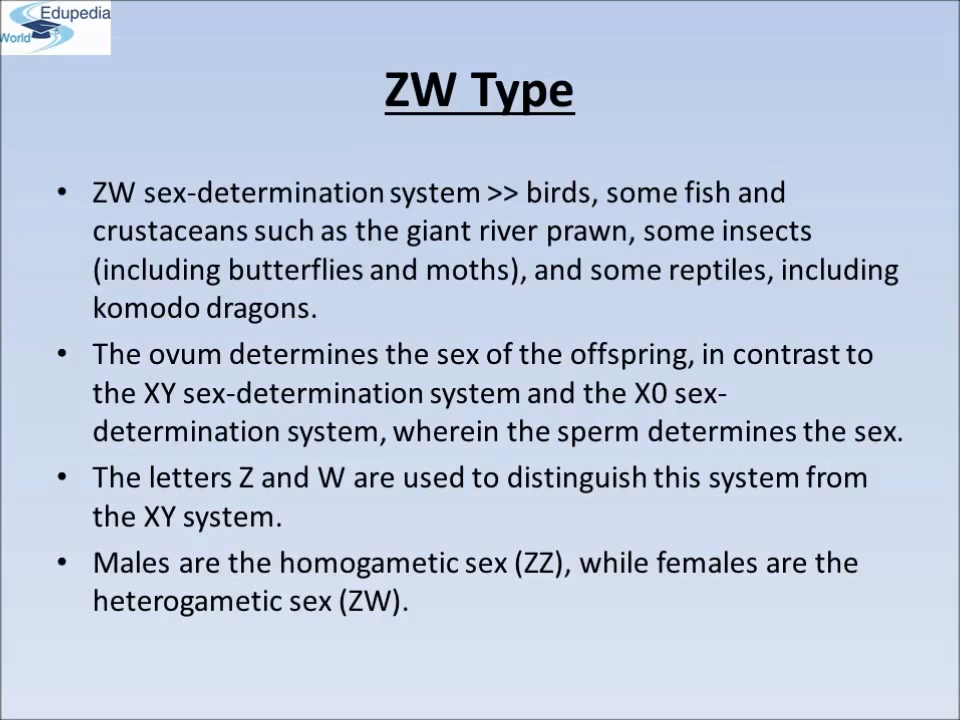 Edupedia
World
ZW Type
• ZW sex-determination system >> birds, some fish and
crustaceans such as the giant river prawn, some insects
(including butterflies and moths), and some reptiles, including
komodo dragons.
• The ovum determines the sex of the offspring, in contrast to
the XY sex-determination system and the X0 sex-
determination system, wherein the sperm determines the sex.
• The letters Z and W are used to distinguish this system from
the XY system.
• Males are the homogametic sex (ZZ), while females are the
heterogametic sex (ZW).